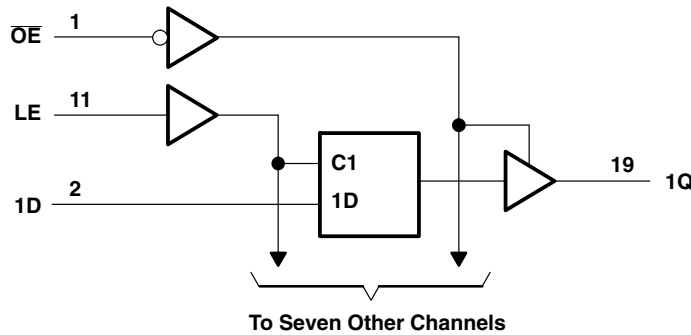 OE 1
LE 11
C1
1D 2
1D
19 1Q
To Seven Other Channels